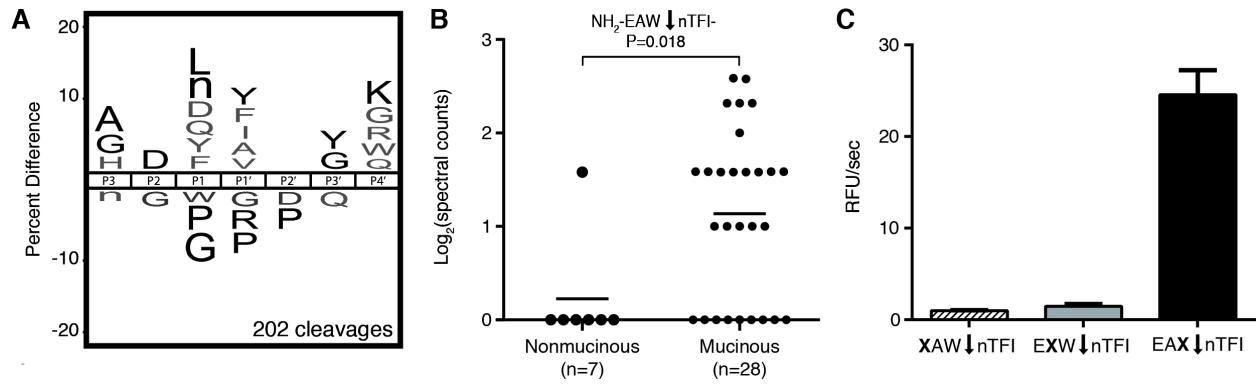 A
20
10
-10
-20
Percent Difference
L
n
D
Q
Y
F
Y
F
I
A
V
K
G
R
W
Q
A
G
H
D
Y
G
P3 P2 P1 P1' P2' P3' P4'
n G W G D Q
P R P
G P
202 cleavages
B
NH2-EAW↓nTFI-
P=0.018
3
2
1
0
Log2(spectral counts)
Nonmucinous Mucinous
(n=7) (n=28)
C
30
20
10
0
RFU/sec
XAW↓nTFI EXW↓nTFI EAX↓nTFI